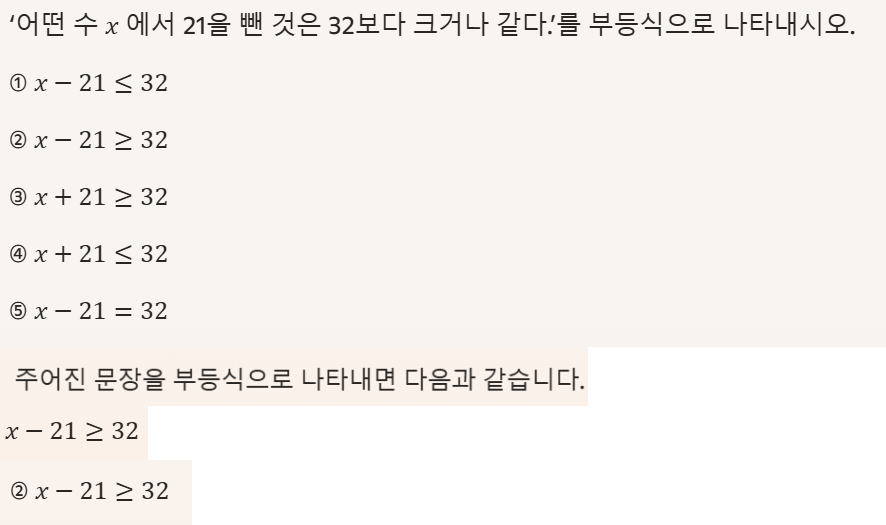 ‘어떤 수 x 에서 21을 뺀 것은 32보다 크거나 같다.’를 부등식으로 나타내시오.
① x − 21 ≤ 32
② x − 21 ≥ 32
③ x + 21 ≥ 32
④ x + 21 ≤ 32
⑤ x − 21 = 32
주어진 문장을 부등식으로 나타내면 다음과 같습니다.
x − 21 ≥ 32
② x − 21 ≥ 32